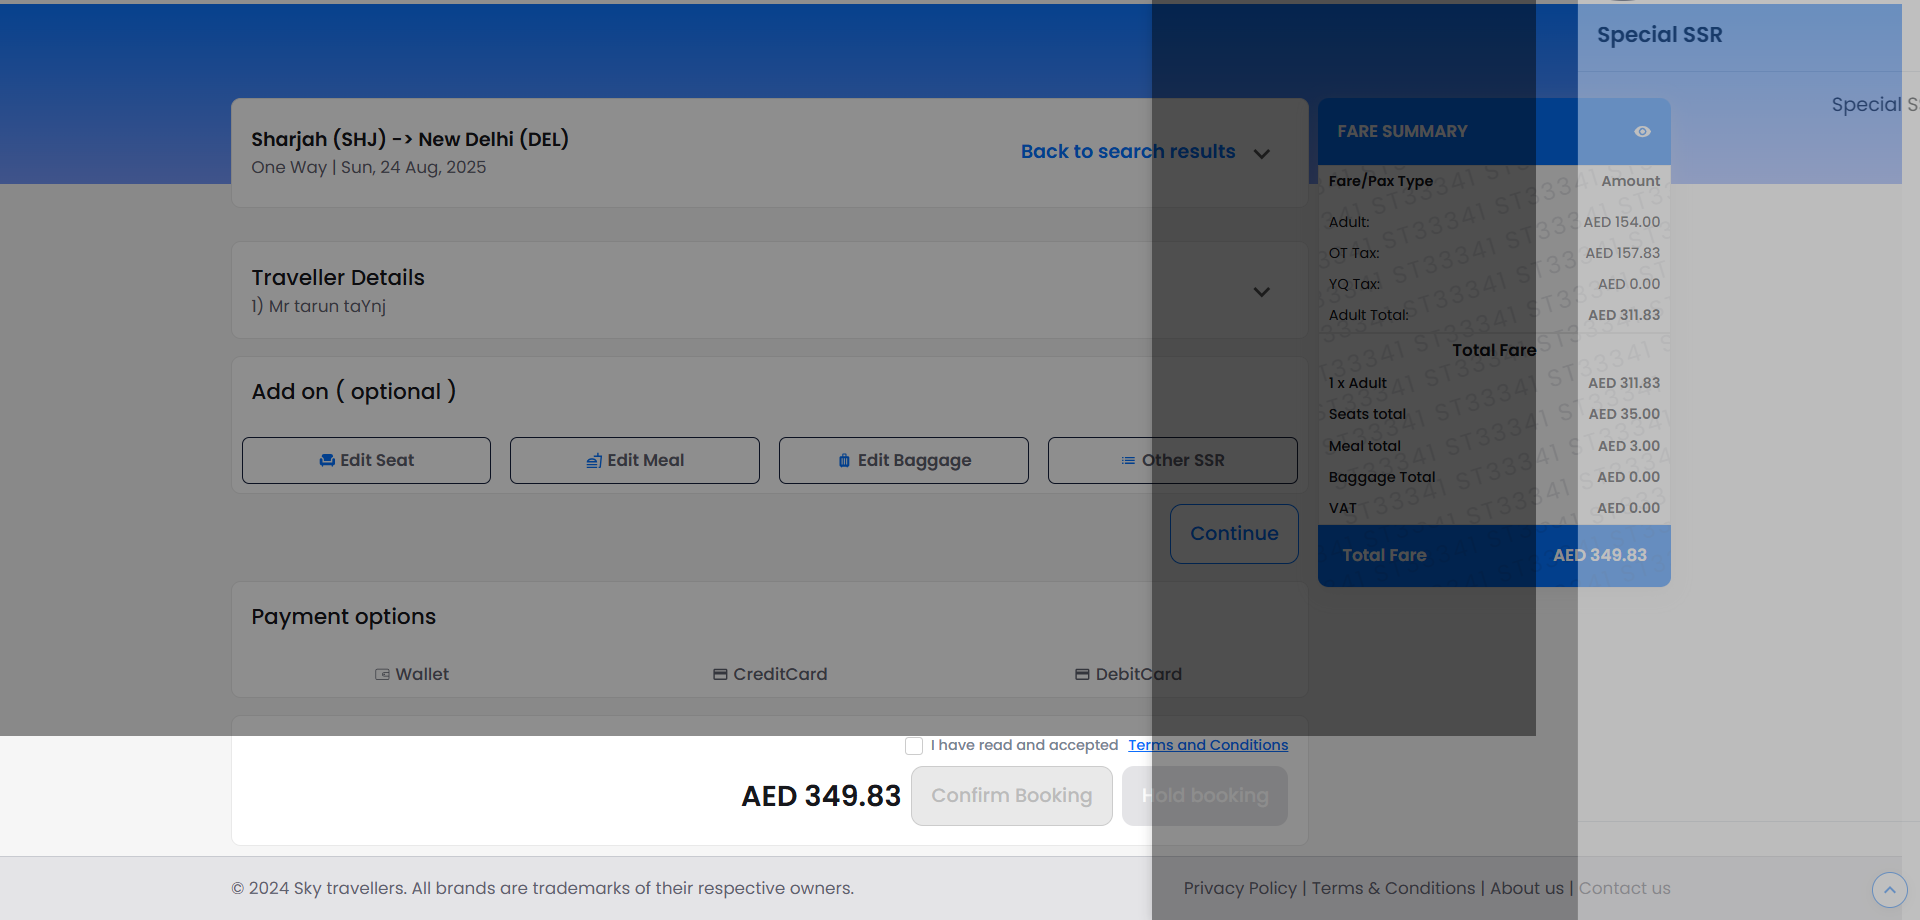 Special SSR
Special S
Sharjah (SHJ) -> New Delhi (DEL)
One Way | Sun, 24 Aug, 2025
Back to search results
Traveller Details
1) Mr tarun taYnj
Add on ( optional )
Edit Seat
Edit Meal
Edit Baggage
Other SSR
Continue
Payment options
Wallet
CreditCard
DebitCard
I have read and accepted Terms and Conditions
AED 349.83
Confirm Booking
Hold booking
FARE SUMMARY
Fare/Pax Type Amount
Adult: AED 154.00
OT Tax: AED 157.83
YQ Tax: AED 0.00
Adult Total: AED 311.83
Total Fare
1 x Adult AED 311.83
Seats total AED 35.00
Meal total AED 3.00
Baggage Total AED 0.00
VAT AED 0.00
Total Fare AED 349.83
ST33341 ST33341 ST33341
© 2024 Sky travellers. All brands are trademarks of their respective owners.
Privacy Policy | Terms & Conditions | About us | Contact us